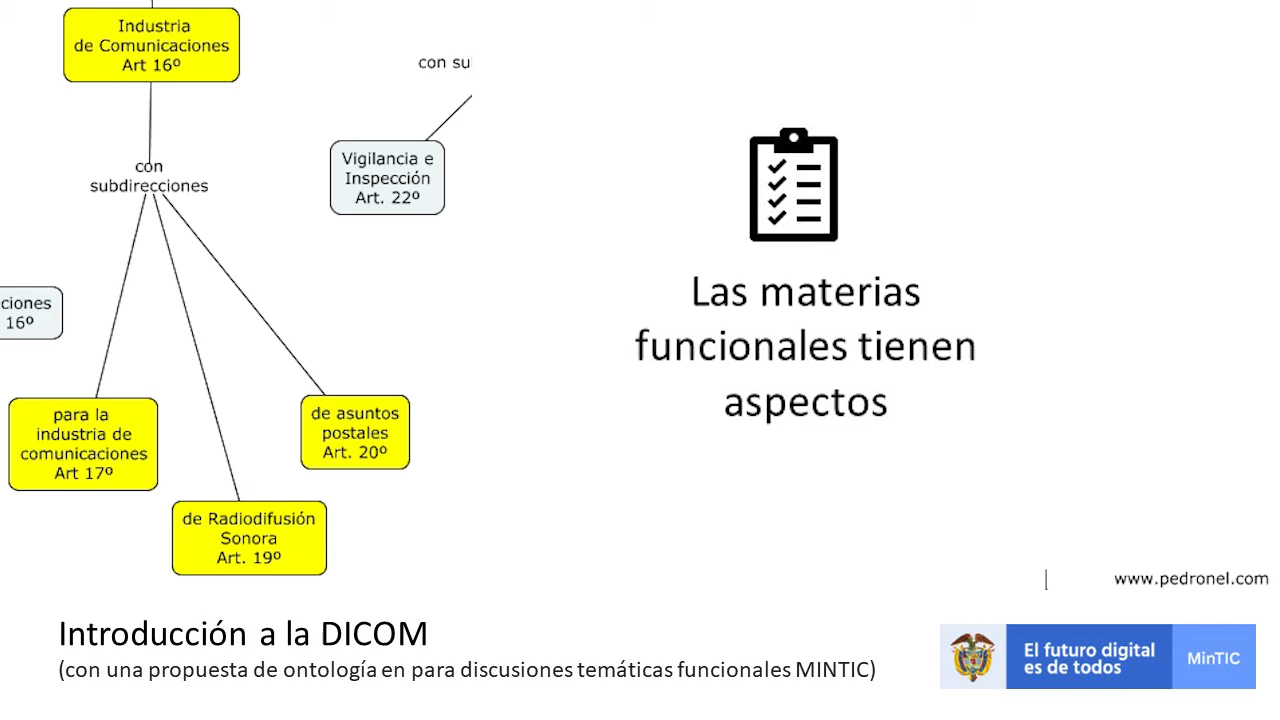 Industria
de Comunicaciones
Art 16º
con
subdirecciones
con su
Vigilancia e
Inspección
Art. 22º
ciones
16º
para la
industria de
comunicaciones
Art 17º
de asuntos
postales
Art. 20º
de Radiodifusión
Sonora
Art. 19º
Las materias
funcionales tienen
aspectos
www.pedronel.com
Introducción a la DICOM
(con una propuesta de ontología en para discusiones temáticas funcionales MINTIC)
El futuro digital
es de todos
MinTIC